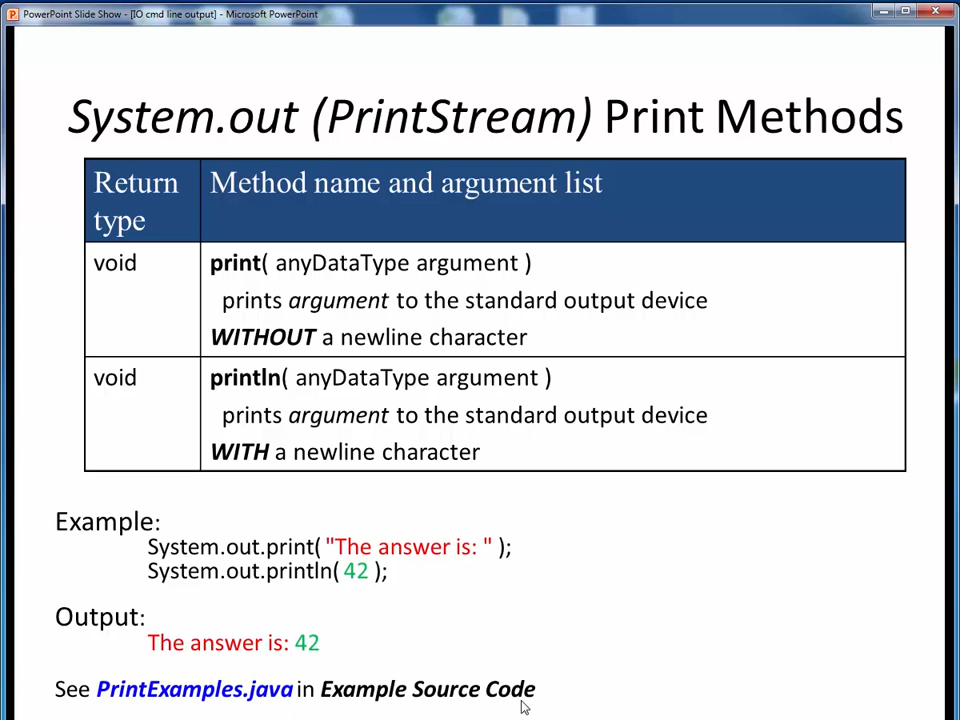 PowerPoint Slide Show - [IO cmd line output] - Microsoft PowerPoint
System.out (PrintStream) Print Methods
Return type
Method name and argument list
void
print( anyDataType argument )
prints argument to the standard output device
WITHOUT a newline character
void
println( anyDataType argument )
prints argument to the standard output device
WITH a newline character
Example:
System.out.print( "The answer is: " );
System.out.println( 42 );
Output:
The answer is: 42
See PrintExamples.java in Example Source Code